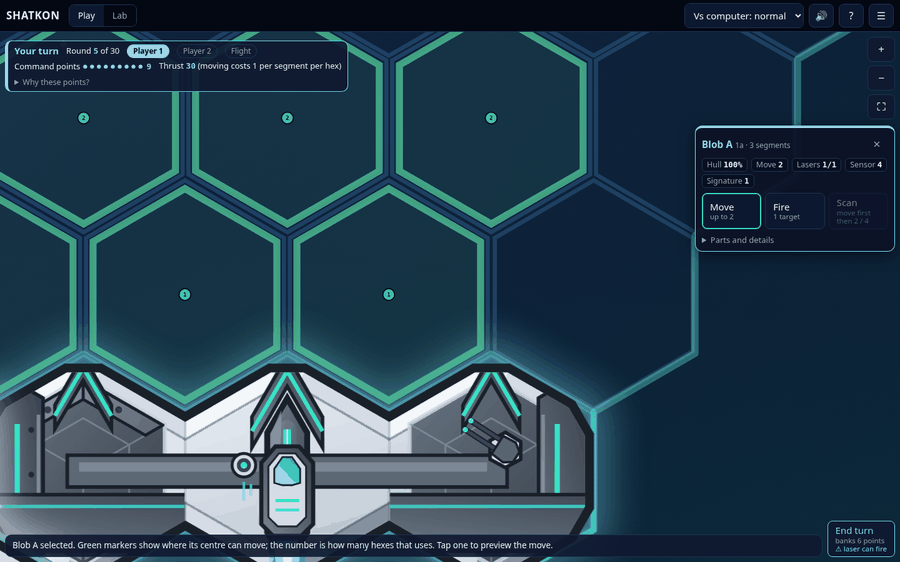 SHATKON Play Lab Vs computer: normal ?
Your turn Round 5 of 30 Player 1 Player 2 Flight
Command points 9 Thrust 30 (moving costs 1 per segment per hex)
Why these points?
2 2 2
1 1
Blob A 1a · 3 segments
Hull 100% Move 2 Lasers 1/1 Sensor 4
Signature 1
Move Fire Scan
up to 2 1 target move first
then 2 / 4
Parts and details
Blob A selected. Green markers show where its centre can move; the number is how many hexes that uses. Tap one to preview the move.
End turn
banks 6 points
⚠ laser can fire